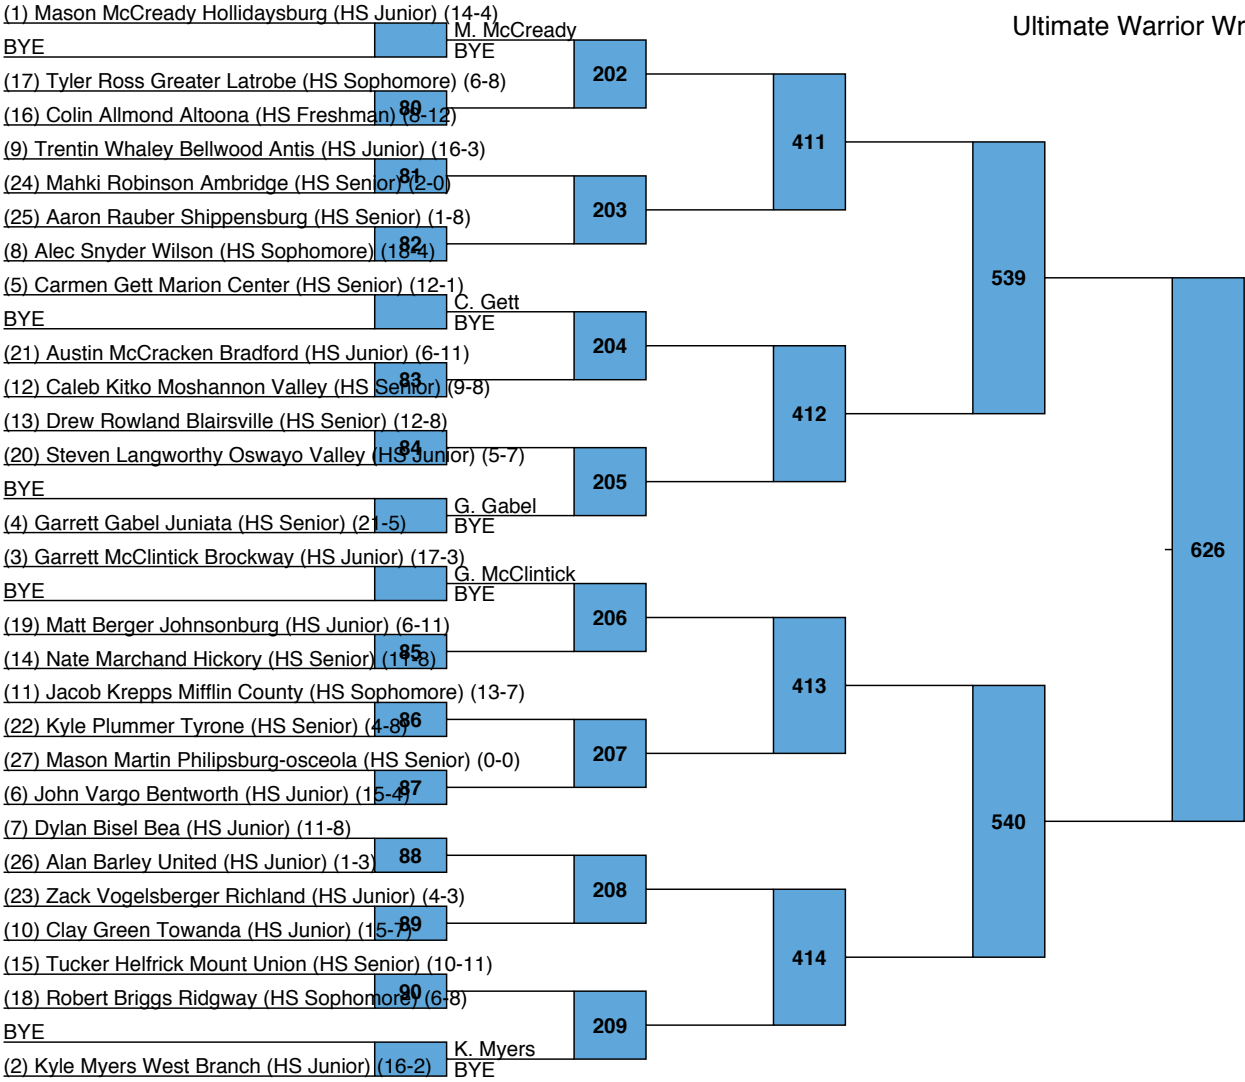 (1) Mason McCready Hollidaysburg (HS Junior) (14-4)
Ultimate Warrior Wr
M. McCready
BYE
BYE
202
(17) Tyler Ross Greater Latrobe (HS Sophomore) (6-8)
80
(16) Colin Allmond Altoona (HS Freshman) (8-12)
411
(9) Trentin Whaley Bellwood Antis (HS Junior) (16-3)
81
(24) Mahki Robinson Ambridge (HS Senior) (2-0)
203
(25) Aaron Rauber Shippensburg (HS Senior) (1-8)
82
(8) Alec Snyder Wilson (HS Sophomore) (18-4)
539
(5) Carmen Gett Marion Center (HS Senior) (12-1)
C. Gett
BYE
BYE
204
(21) Austin McCracken Bradford (HS Junior) (6-11)
83
(12) Caleb Kitko Moshannon Valley (HS Senior) (9-8)
412
(13) Drew Rowland Blairsville (HS Senior) (12-8)
84
(20) Steven Langworthy Oswayo Valley (HS Junior) (5-7)
205
BYE
G. Gabel
BYE
(4) Garrett Gabel Juniata (HS Senior) (21-5)
626
(3) Garrett McClintick Brockway (HS Junior) (17-3)
G. McClintick
BYE
BYE
206
(19) Matt Berger Johnsonburg (HS Junior) (6-11)
85
(14) Nate Marchand Hickory (HS Senior) (11-8)
413
(11) Jacob Krepps Mifflin County (HS Sophomore) (13-7)
86
(22) Kyle Plummer Tyrone (HS Senior) (4-8)
207
(27) Mason Martin Philipsburg-osceola (HS Senior) (0-0)
87
(6) John Vargo Bentworth (HS Junior) (15-4)
540
(7) Dylan Bisel Bea (HS Junior) (11-8)
88
(26) Alan Barley United (HS Junior) (1-3)
208
(23) Zack Vogelsberger Richland (HS Junior) (4-3)
89
(10) Clay Green Towanda (HS Junior) (15-7)
414
(15) Tucker Helfrick Mount Union (HS Senior) (10-11)
90
(18) Robert Briggs Ridgway (HS Sophomore) (6-8)
209
BYE
K. Myers
BYE
(2) Kyle Myers West Branch (HS Junior) (16-2)